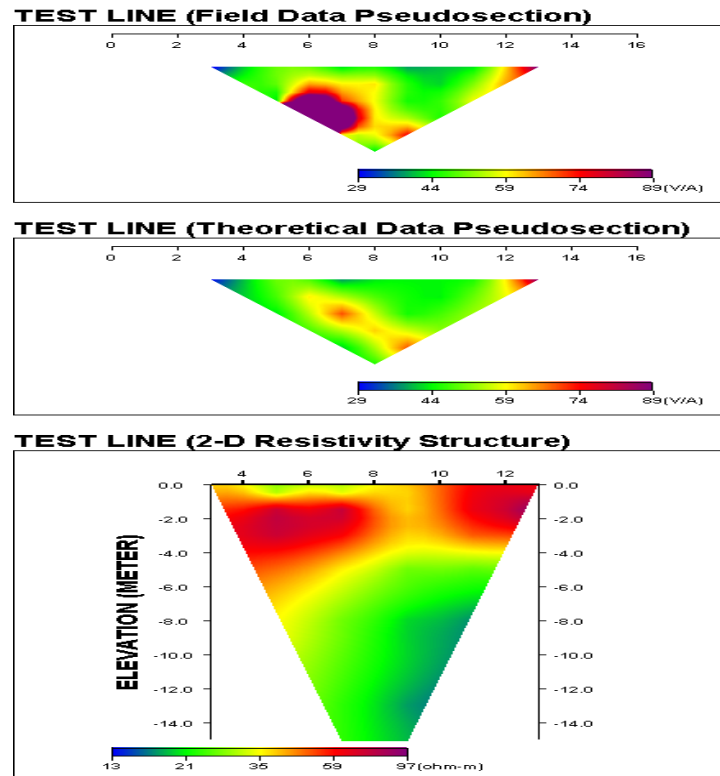 TEST LINE (Field Data Pseudosection)
0 2 4 6 8 10 12 14 16
29 44 59 74 89(V/A)
TEST LINE (Theoretical Data Pseudosection)
0 2 4 6 8 10 12 14 16
29 44 59 74 89(V/A)
TEST LINE (2-D Resistivity Structure)
4 6 8 10 12
0.0 0.0
-2.0 -2.0
-4.0 -4.0
-6.0 -6.0
-8.0 -8.0
-10.0 -10.0
-12.0 -12.0
-14.0 -14.0
ELEVATION (METER)
13 21 35 59 97(ohm-m)